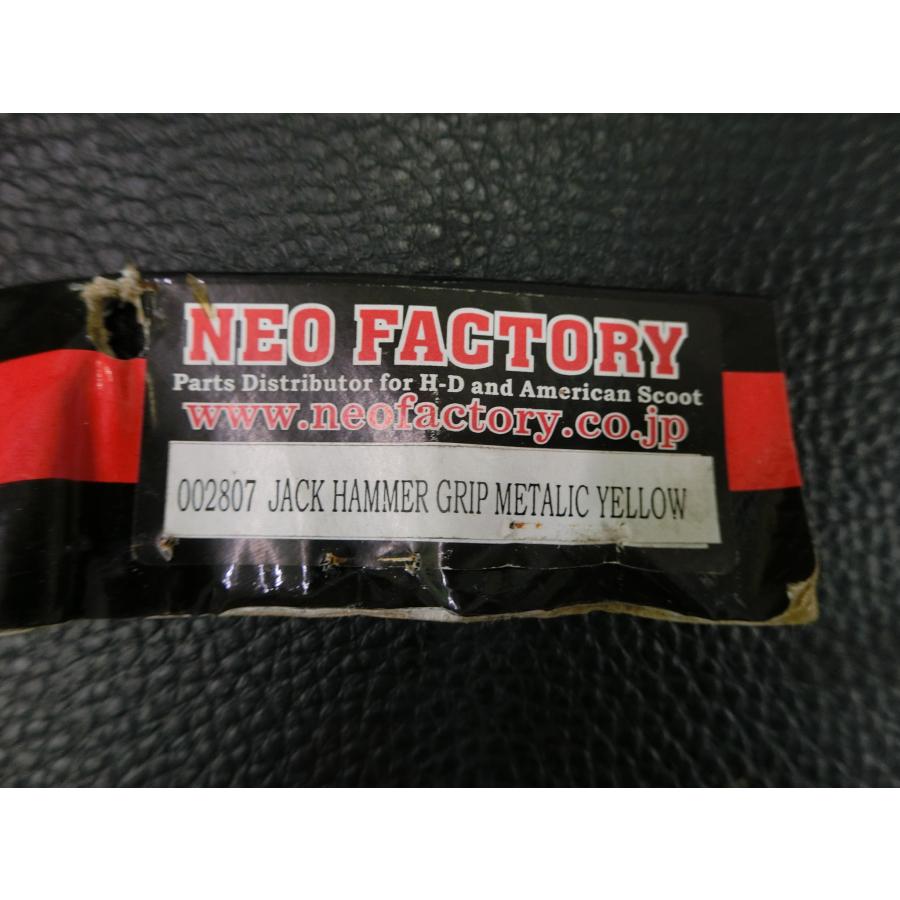 NEO FACTORY
Parts Distributor for H-D and American Scoot
www.neofactory.co.jp
002807 JACK HAMMER GRIP METALIC YELLOW